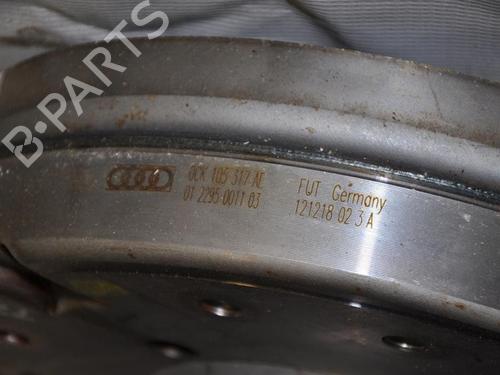 B-PARTS
0CK 105 317 AE
01 2295 0011 03
FUT Germany
121218 02 3 A